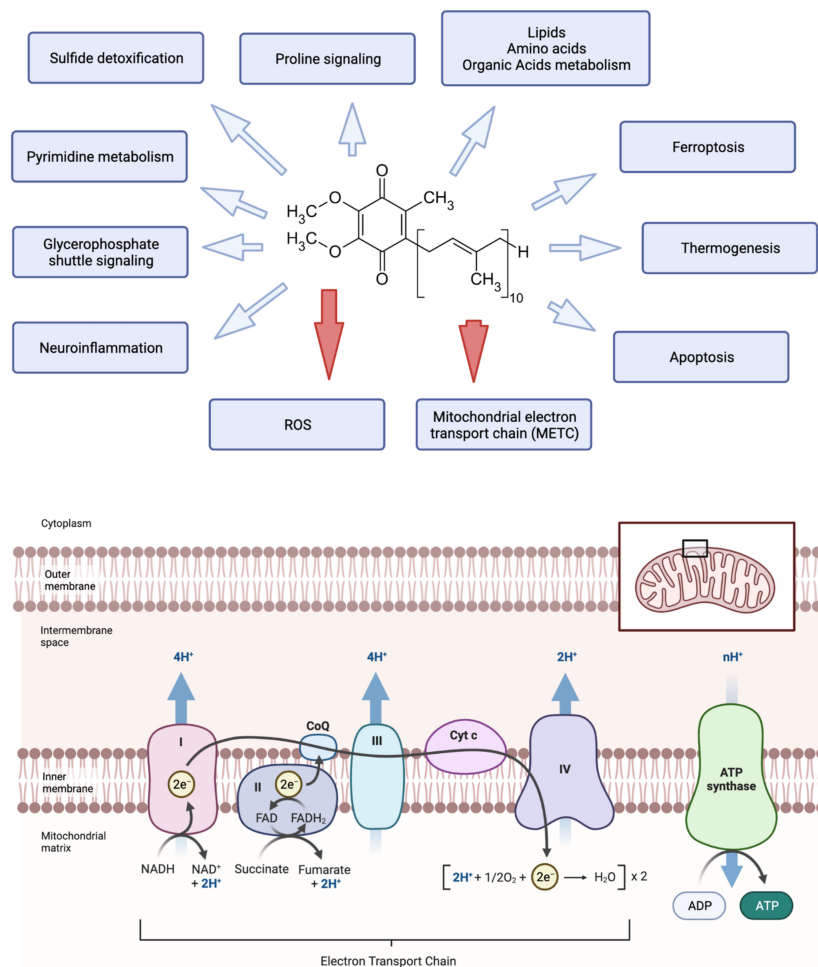 Sulfide detoxification
Proline signaling
Lipids
Amino acids
Organic Acids metabolism
Pyrimidine metabolism
Ferroptosis
Glycerophosphate
shuttle signaling
Thermogenesis
Neuroinflammation
Apoptosis
O
H₃C
O
CH₃
H₃C
O
O
CH₃
H
10
ROS
Mitochondrial electron
transport chain (METC)
Cytoplasm
Outer
membrane
Intermembrane
space
4H⁺
4H⁺
2H⁺
nH⁺
I
CoQ
III
Cyt c
IV
ATP
synthase
Inner
membrane
2e⁻
II
2e⁻
FAD
FADH₂
Mitochondrial
matrix
NADH
NAD⁺
+ 2H⁺
Succinate
Fumarate
+ 2H⁺
[2H⁺ + 1/2O₂ + 2e⁻ → H₂O] x 2
ADP
ATP
Electron Transport Chain